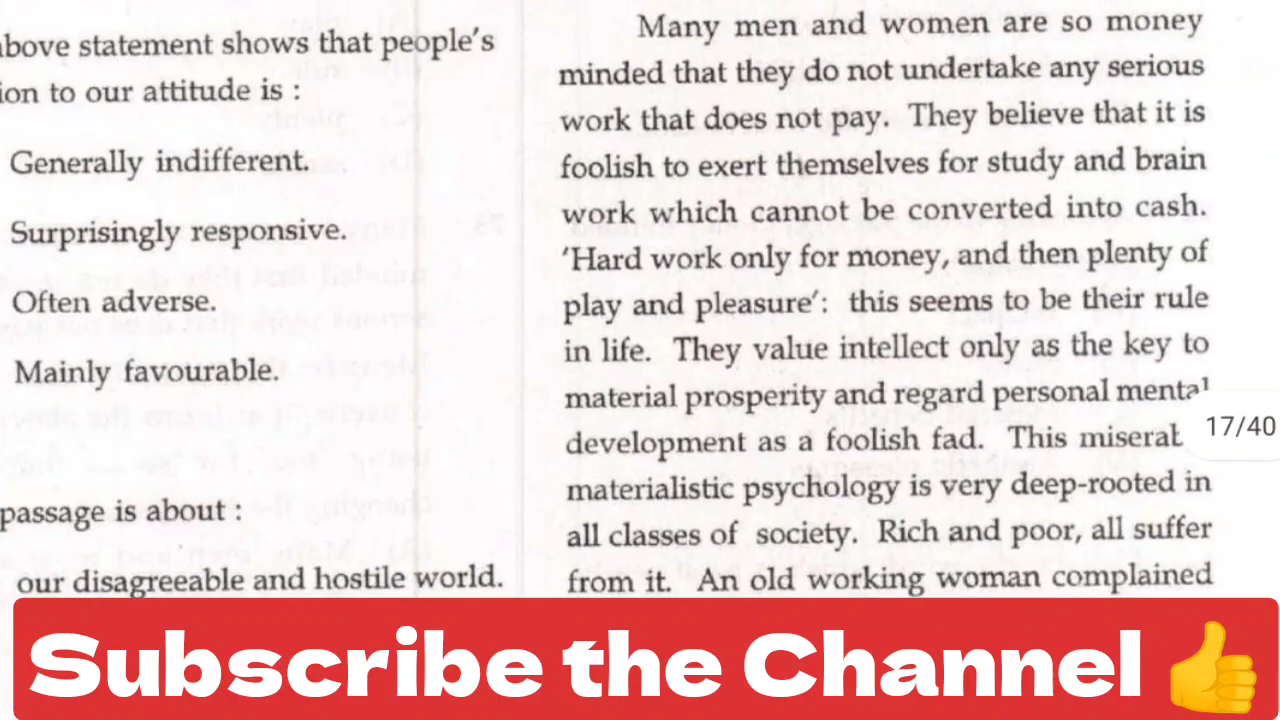 above statement shows that people's
ion to our attitude is :
Generally indifferent.
Surprisingly responsive.
Often adverse.
Mainly favourable.
passage is about :
our disagreeable and hostile world.
Many men and women are so money
minded that they do not undertake any serious
work that does not pay. They believe that it is
foolish to exert themselves for study and brain
work which cannot be converted into cash.
'Hard work only for money, and then plenty of
play and pleasure': this seems to be their rule
in life. They value intellect only as the key to
material prosperity and regard personal mental
development as a foolish fad. This miserab
materialistic psychology is very deep-rooted in
all classes of society. Rich and poor, all suffer
from it. An old working woman complained
17/40
Subscribe the Channel